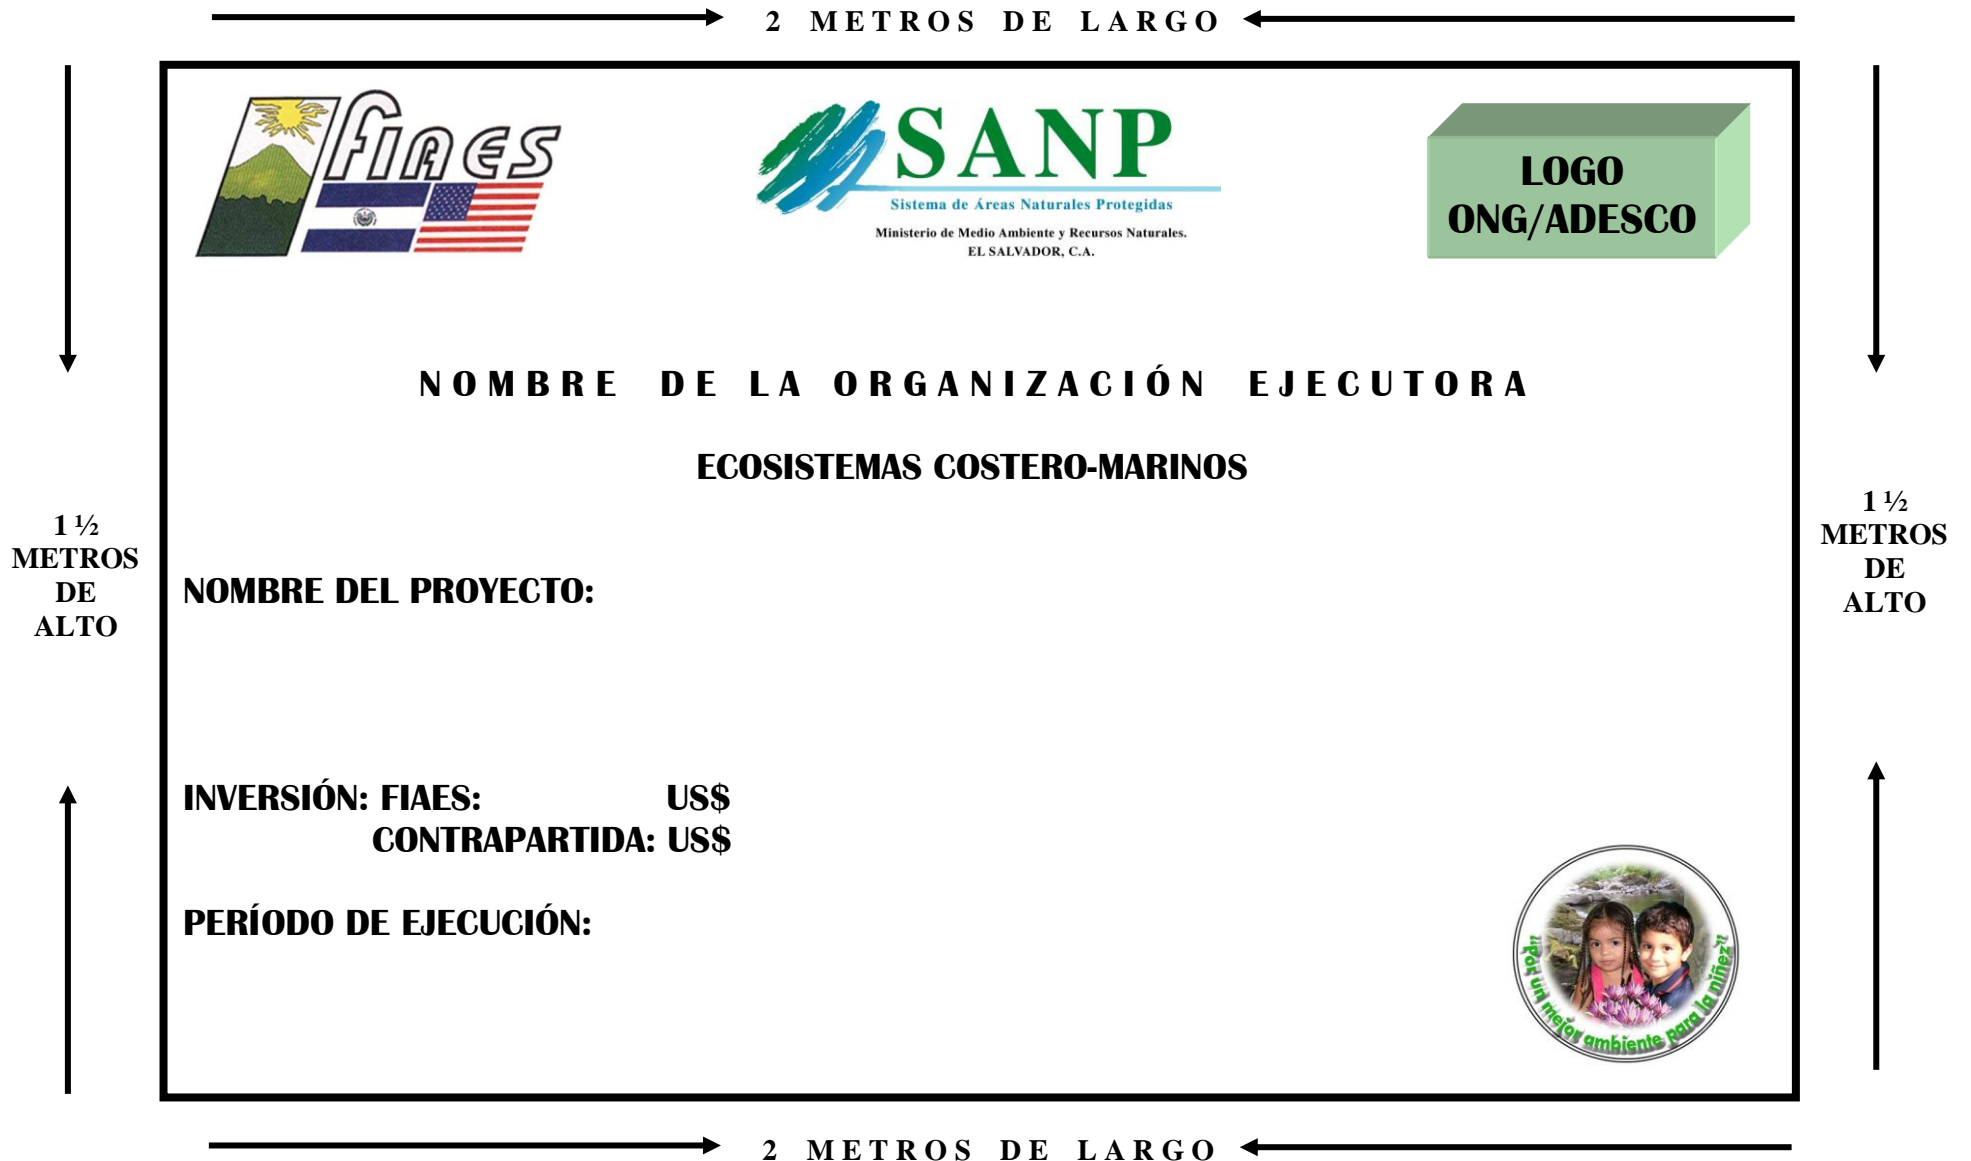 2 METROS DE LARGO
FIAES
SANP
Sistema de Áreas Naturales Protegidas
Ministerio de Medio Ambiente y Recursos Naturales.
EL SALVADOR, C.A.
LOGO
ONG/ADESCO
NOMBRE DE LA ORGANIZACIÓN EJECUTORA
ECOSISTEMAS COSTERO-MARINOS
1 ½
METROS
DE
ALTO
1 ½
METROS
DE
ALTO
NOMBRE DEL PROYECTO:
INVERSIÓN: FIAES: US$
CONTRAPARTIDA: US$
PERÍODO DE EJECUCIÓN:
"Por un mejor ambiente para la niñez"
2 METROS DE LARGO